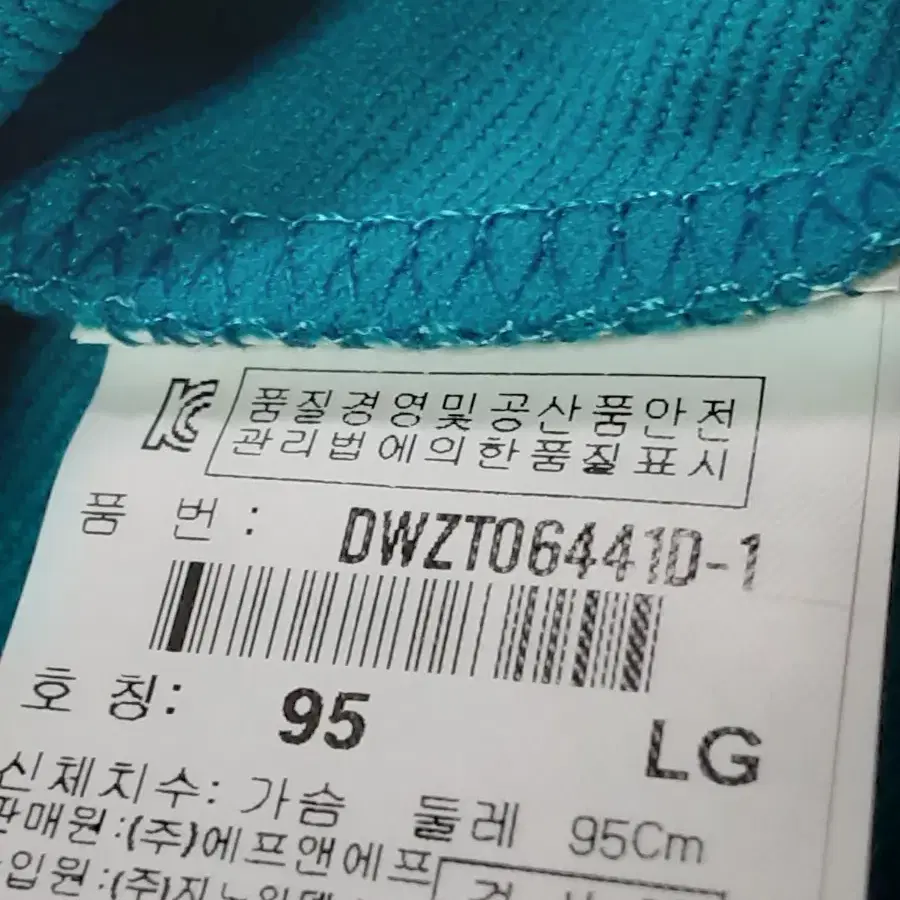 KC
품질경영및공산품안전
관리법에의한품질표시
품 번 : DWZT06441D-1
호 칭: 95 LG
신체치수: 가슴 둘레 95Cm
판매원:(주)에프앤에프